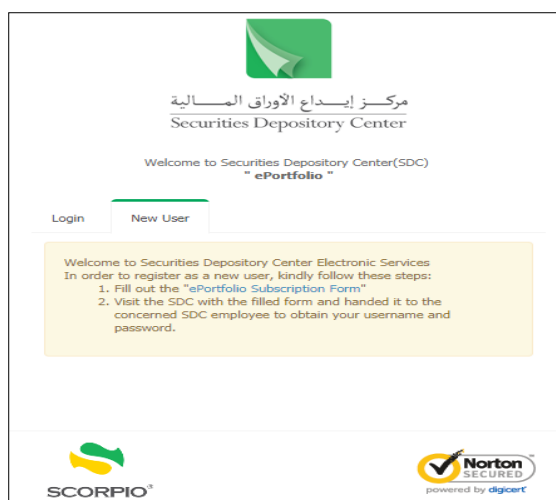 مركـــز إيـــداع الأوراق المـــالية
Securities Depository Center
Welcome to Securities Depository Center(SDC)
" ePortfolio "
Login New User
Welcome to Securities Depository Center Electronic Services
In order to register as a new user, kindly follow these steps:
1. Fill out the "ePortfolio Subscription Form"
2. Visit the SDC with the filled form and handed it to the
concerned SDC employee to obtain your username and
password.
SCORPIO
Norton
SECURED
powered by digicert